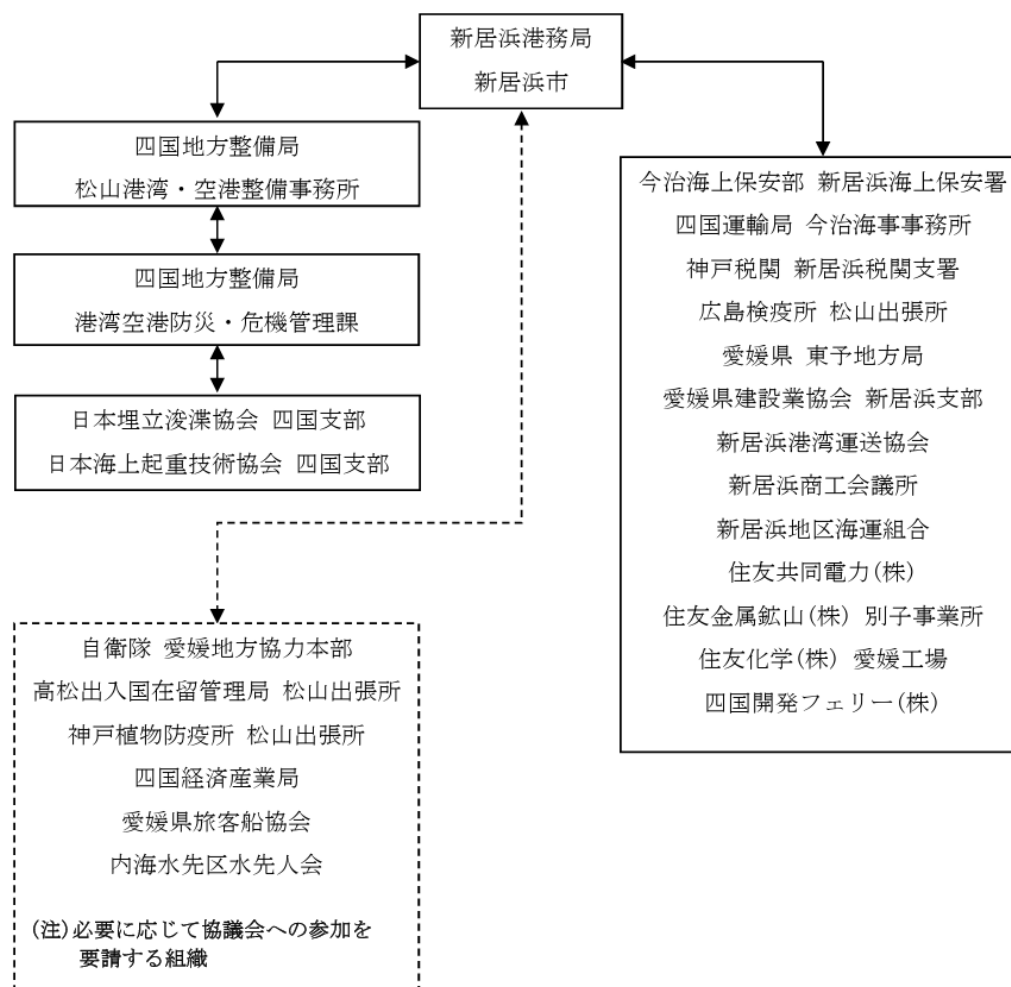 新居浜港務局
新居浜市
四国地方整備局
松山港湾・空港整備事務所
四国地方整備局
港湾空港防災・危機管理課
日本埋立浚渫協会 四国支部
日本海上起重技術協会 四国支部
今治海上保安部 新居浜海上保安署
四国運輸局 今治海事事務所
神戸税関 新居浜税関支署
広島検疫所 松山出張所
愛媛県 東予地方局
愛媛県建設業協会 新居浜支部
新居浜港湾運送協会
新居浜商工会議所
新居浜地区海運組合
住友共同電力(株)
住友金属鉱山(株) 別子事業所
住友化学(株) 愛媛工場
四国開発フェリー(株)
自衛隊 愛媛地方協力本部
高松出入国在留管理局 松山出張所
神戸植物防疫所 松山出張所
四国経済産業局
愛媛県旅客船協会
内海水先区水先人会
(注)必要に応じて協議会への参加を
要請する組織